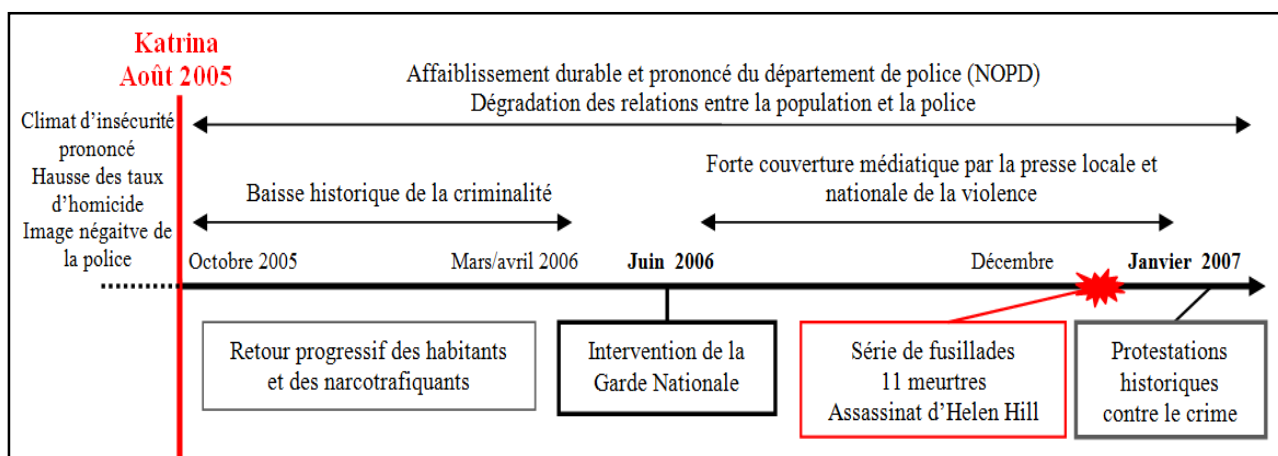 Katrina
Août 2005
Climat d'insécurité
prononcé
Hausse des taux
d'homicide
Image négaitve de
la police
Affaiblissement durable et prononcé du département de police (NOPD)
Dégradation des relations entre la population et la police
Baisse historique de la criminalité
Forte couverture médiatique par la presse locale et
nationale de la violence
Octobre 2005 Mars/avril 2006 Juin 2006 Décembre Janvier 2007
Retour progressif des habitants
et des narcotrafiquants
Intervention de la
Garde Nationale
Série de fusillades
11 meurtres
Assassinat d'Helen Hill
Protestations
historiques
contre le crime